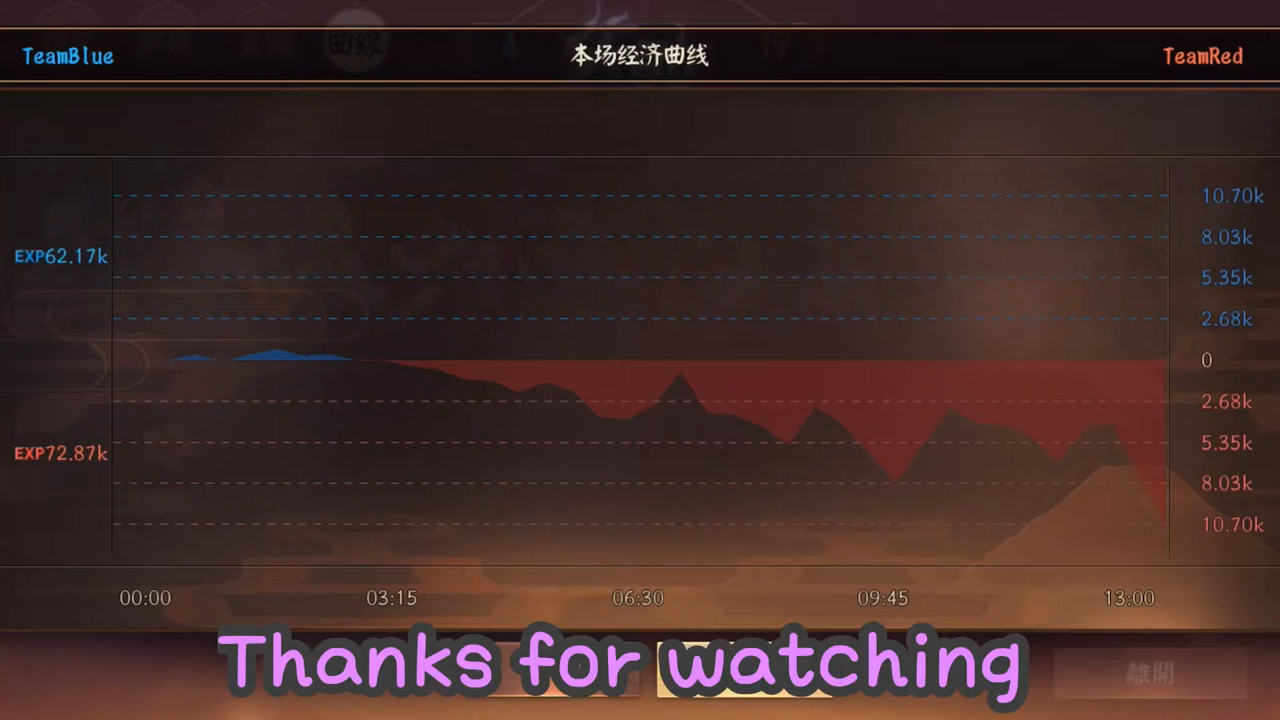 TeamBlue 本场经济曲线 TeamRed
10.70k
8.03k
EXP62.17k
5.35k
2.68k
0
2.68k
5.35k
EXP72.87k
8.03k
10.70k
00:00 03:15 06:30 09:45 13:00
Thanks for watching
離開